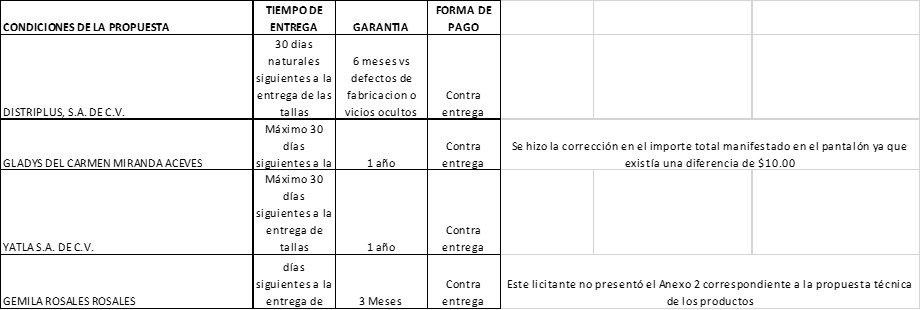 CONDICIONES DE LA PROPUESTA
TIEMPO DE
ENTREGA
GARANTIA
FORMA DE
PAGO
DISTRIPLUS, S.A. DE C.V.
30 dias
naturales
siguientes a la
entrega de las
tallas
6 meses vs
defectos de
fabricacion o
vicios ocultos
Contra
entrega
GLADYS DEL CARMEN MIRANDA ACEVES
Máximo 30
días
siguientes a la
1 año
Contra
entrega
Se hizo la corrección en el importe total manifestado en el pantalón ya que
existía una diferencia de $10.00
YATLA S.A. DE C.V.
Máximo 30
días
siguientes a la
entrega de
tallas
1 año
Contra
entrega
GEMILA ROSALES ROSALES
días
siguientes a la
entrega de
3 Meses
Contra
entrega
Este licitante no presentó el Anexo 2 correspondiente a la propuesta técnica
de los productos